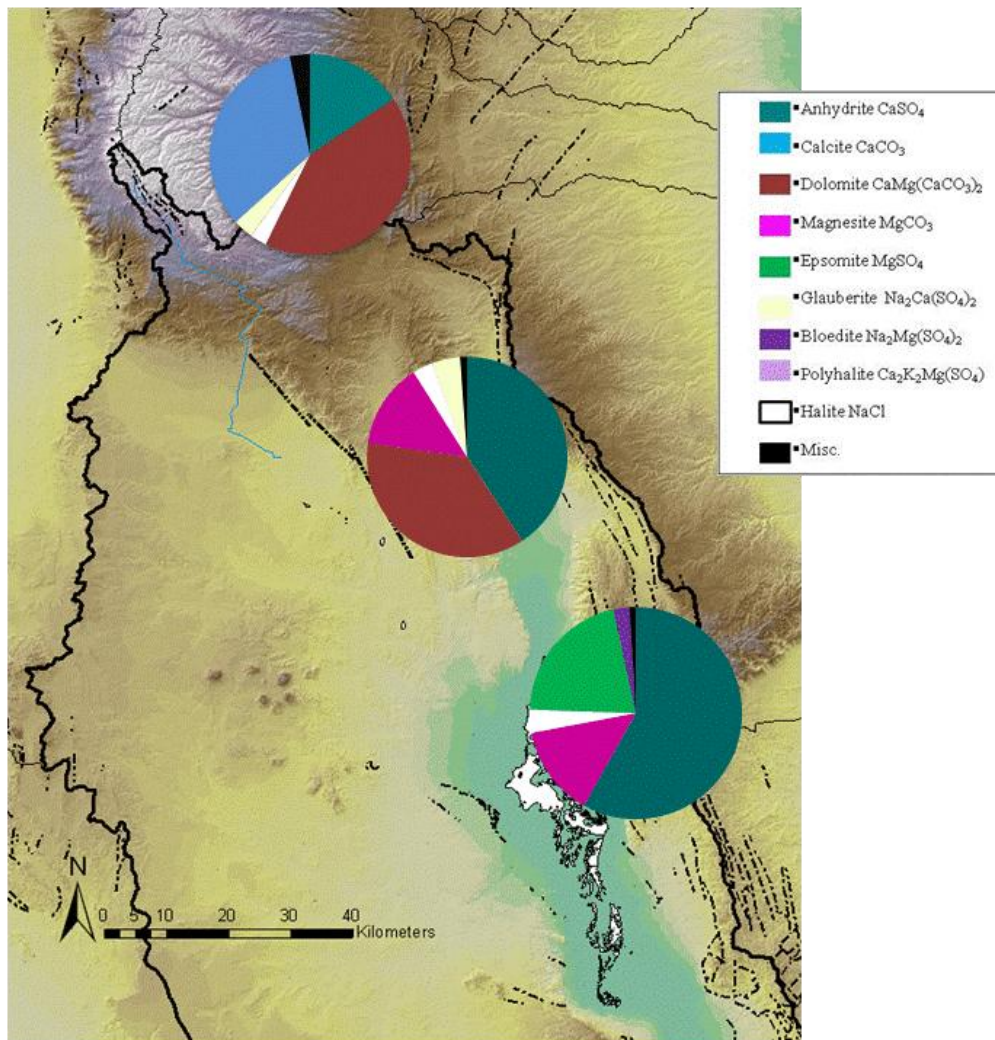 ▪Anhydrite CaSO₄
▪Calcite CaCO₃
▪Dolomite CaMg(CaCO₃)₂
▪Magnesite MgCO₃
▪Epsomite MgSO₄
▪Glauberite Na₂Ca(SO₄)₂
▪Bloedite Na₂Mg(SO₄)₂
▪Polyhalite Ca₂K₂Mg(SO₄)
▪Halite NaCl
▪Misc.
N
0 5 10 20 30 40
Kilometers